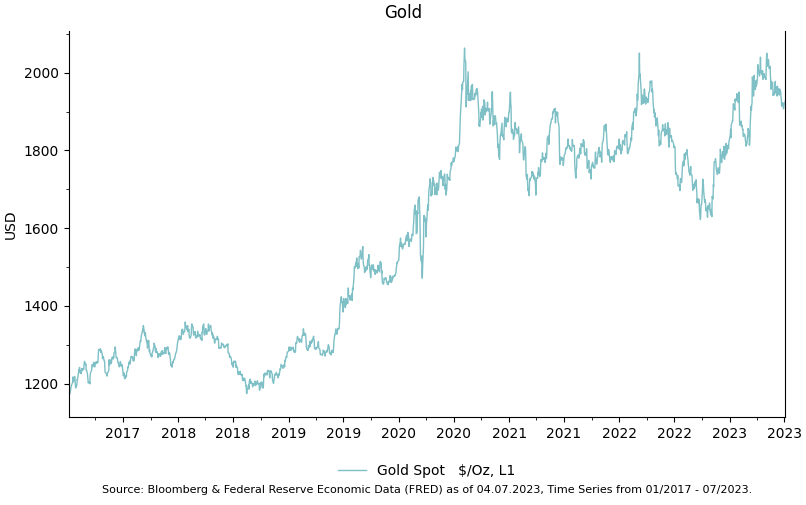 Gold
2000
1800
1600
1400
1200
USD
2017 2018 2018 2019 2019 2020 2020 2021 2021 2022 2022 2023 2023
Gold Spot $/Oz, L1
Source: Bloomberg & Federal Reserve Economic Data (FRED) as of 04.07.2023, Time Series from 01/2017 - 07/2023.